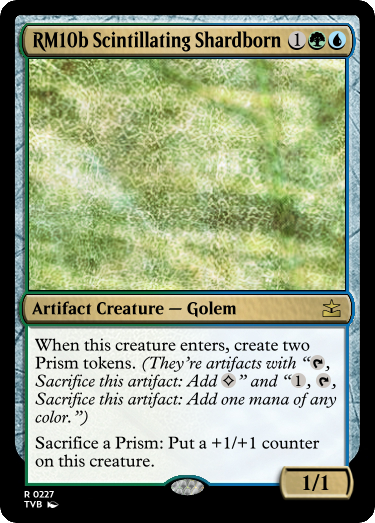 RM10b Scintillating Shardborn 1
Artifact Creature — Golem
When this creature enters, create two
Prism tokens. (They're artifacts with “,
Sacrifice this artifact: Add ” and “1, ,
Sacrifice this artifact: Add one mana of any
color.”)
Sacrifice a Prism: Put a +1/+1 counter
on this creature.
1/1
R 0227
TVB